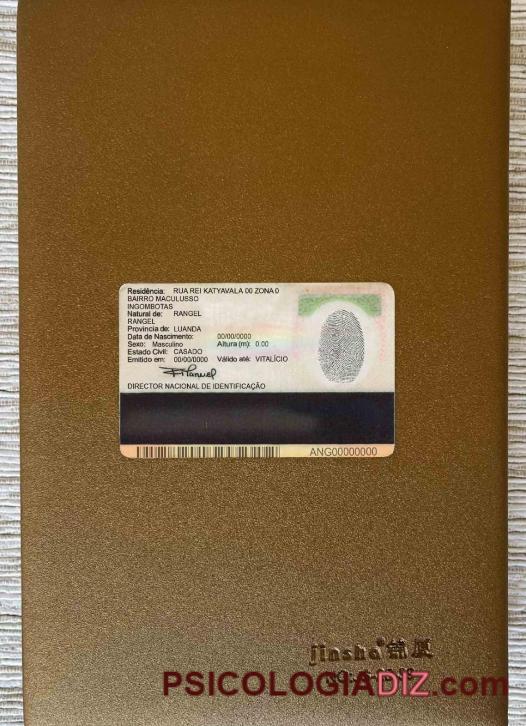 Residência: RUA REI KATYAVALA 00 ZONA 0
BAIRRO MACULUSSO
INGOMBOTAS
Natural de: RANGEL
RANGEL
Provincia de: LUANDA
Data de Nascimento: 00/00/0000
Sexo: Masculino Altura (m): 0.00
Estado Civil: CASADO
Emitido em: 00/00/0000 Válido até: VITALÍCIO
DIRECTOR NACIONAL DE IDENTIFICAÇÃO
ANG00000000
jinsha
PSICOLOGIADIZ.com